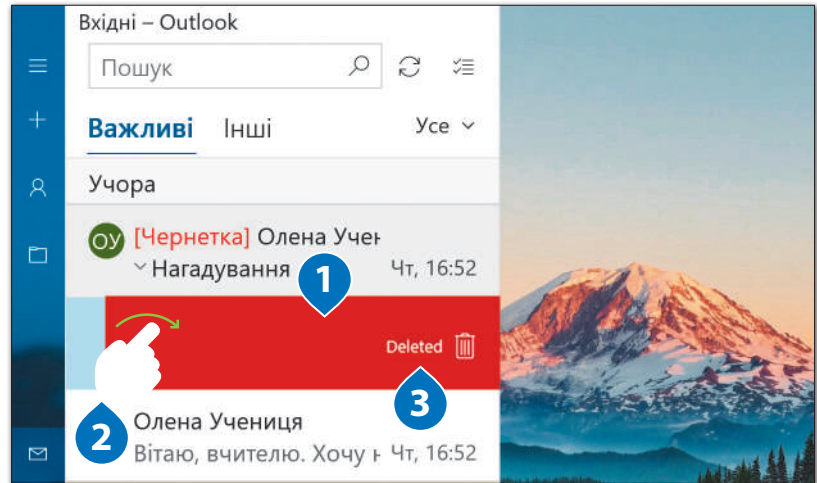 Вхідні – Outlook
Пошук
Важливі Інші Усе
Учора
ОУ [Чернетка] Олена Учен
Нагадування Чт, 16:52
1
Deleted
3
2
Олена Учениця
Вітаю, вчителю. Хочу н Чт, 16:52